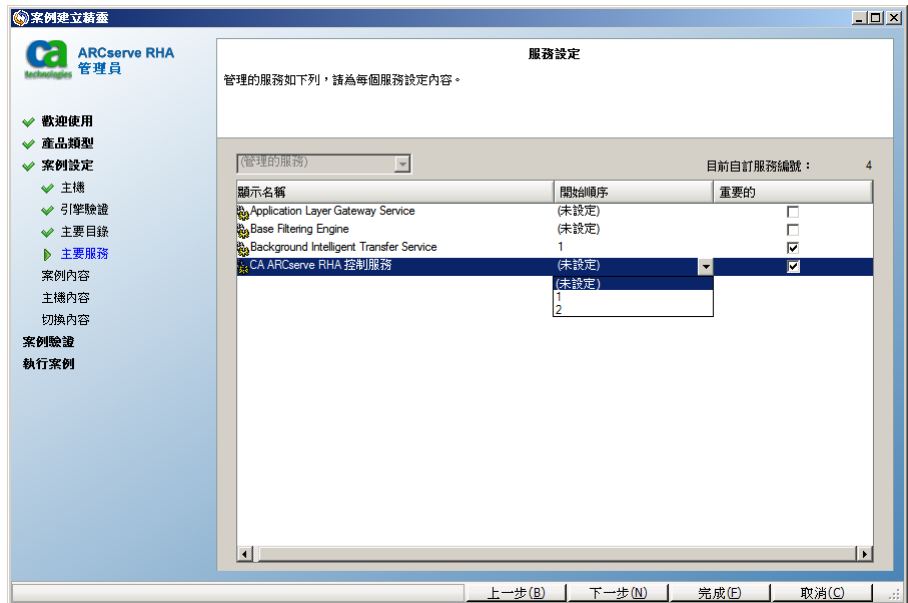 案例建立精靈
ca
technologies
ARCserve RHA
管理員
歡迎使用
產品類型
案例設定
主機
引擎驗證
主要目錄
主要服務
案例內容
主機內容
切換內容
案例驗證
執行案例
服務設定
管理的服務如下列，請為每個服務設定內容。
(管理的服務)
目前自訂服務編號： 4
顯示名稱 開始順序 重要的
Application Layer Gateway Service (未設定)
Base Filtering Engine (未設定)
Background Intelligent Transfer Service 1
CA ARCserve RHA 控制服務 (未設定)
(未設定)
1
2
上一步(B) 下一步(N) 完成(F) 取消(C)